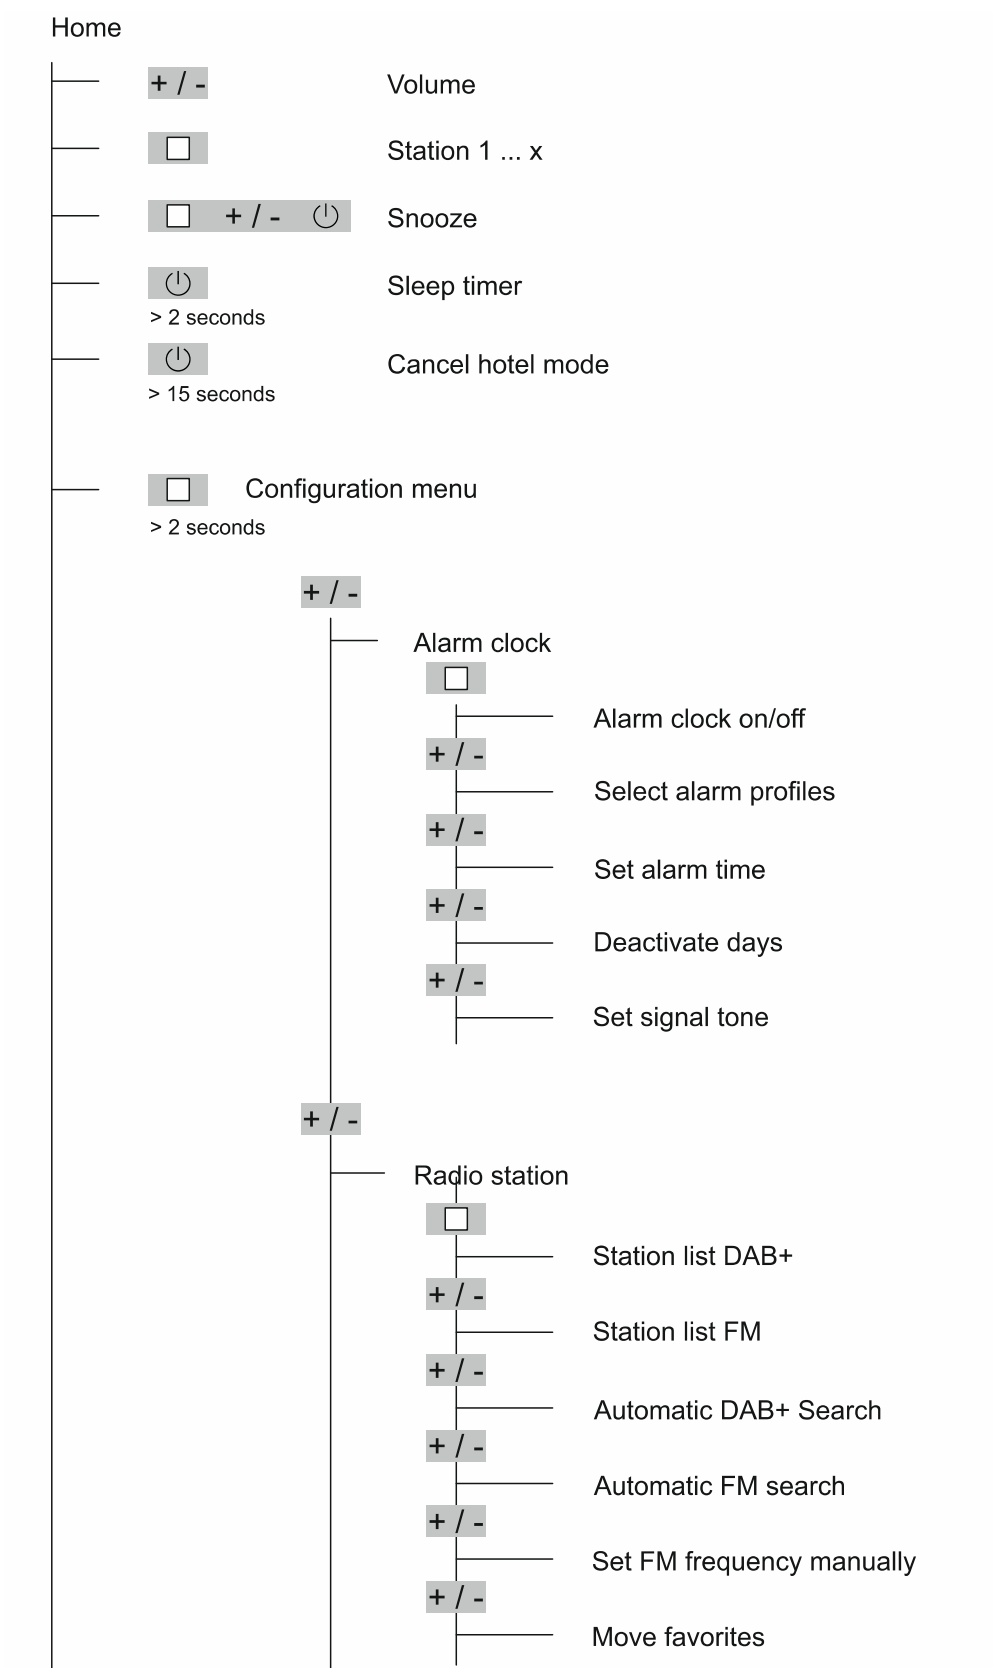 Home
+ / - Volume
Station 1 ... x
+ / - Snooze
Sleep timer
> 2 seconds
Cancel hotel mode
> 15 seconds
Configuration menu
> 2 seconds
+ / -
Alarm clock
Alarm clock on/off
+ / -
Select alarm profiles
+ / -
Set alarm time
+ / -
Deactivate days
+ / -
Set signal tone
+ / -
Radio station
Station list DAB+
+ / -
Station list FM
+ / -
Automatic DAB+ Search
+ / -
Automatic FM search
+ / -
Set FM frequency manually
+ / -
Move favorites